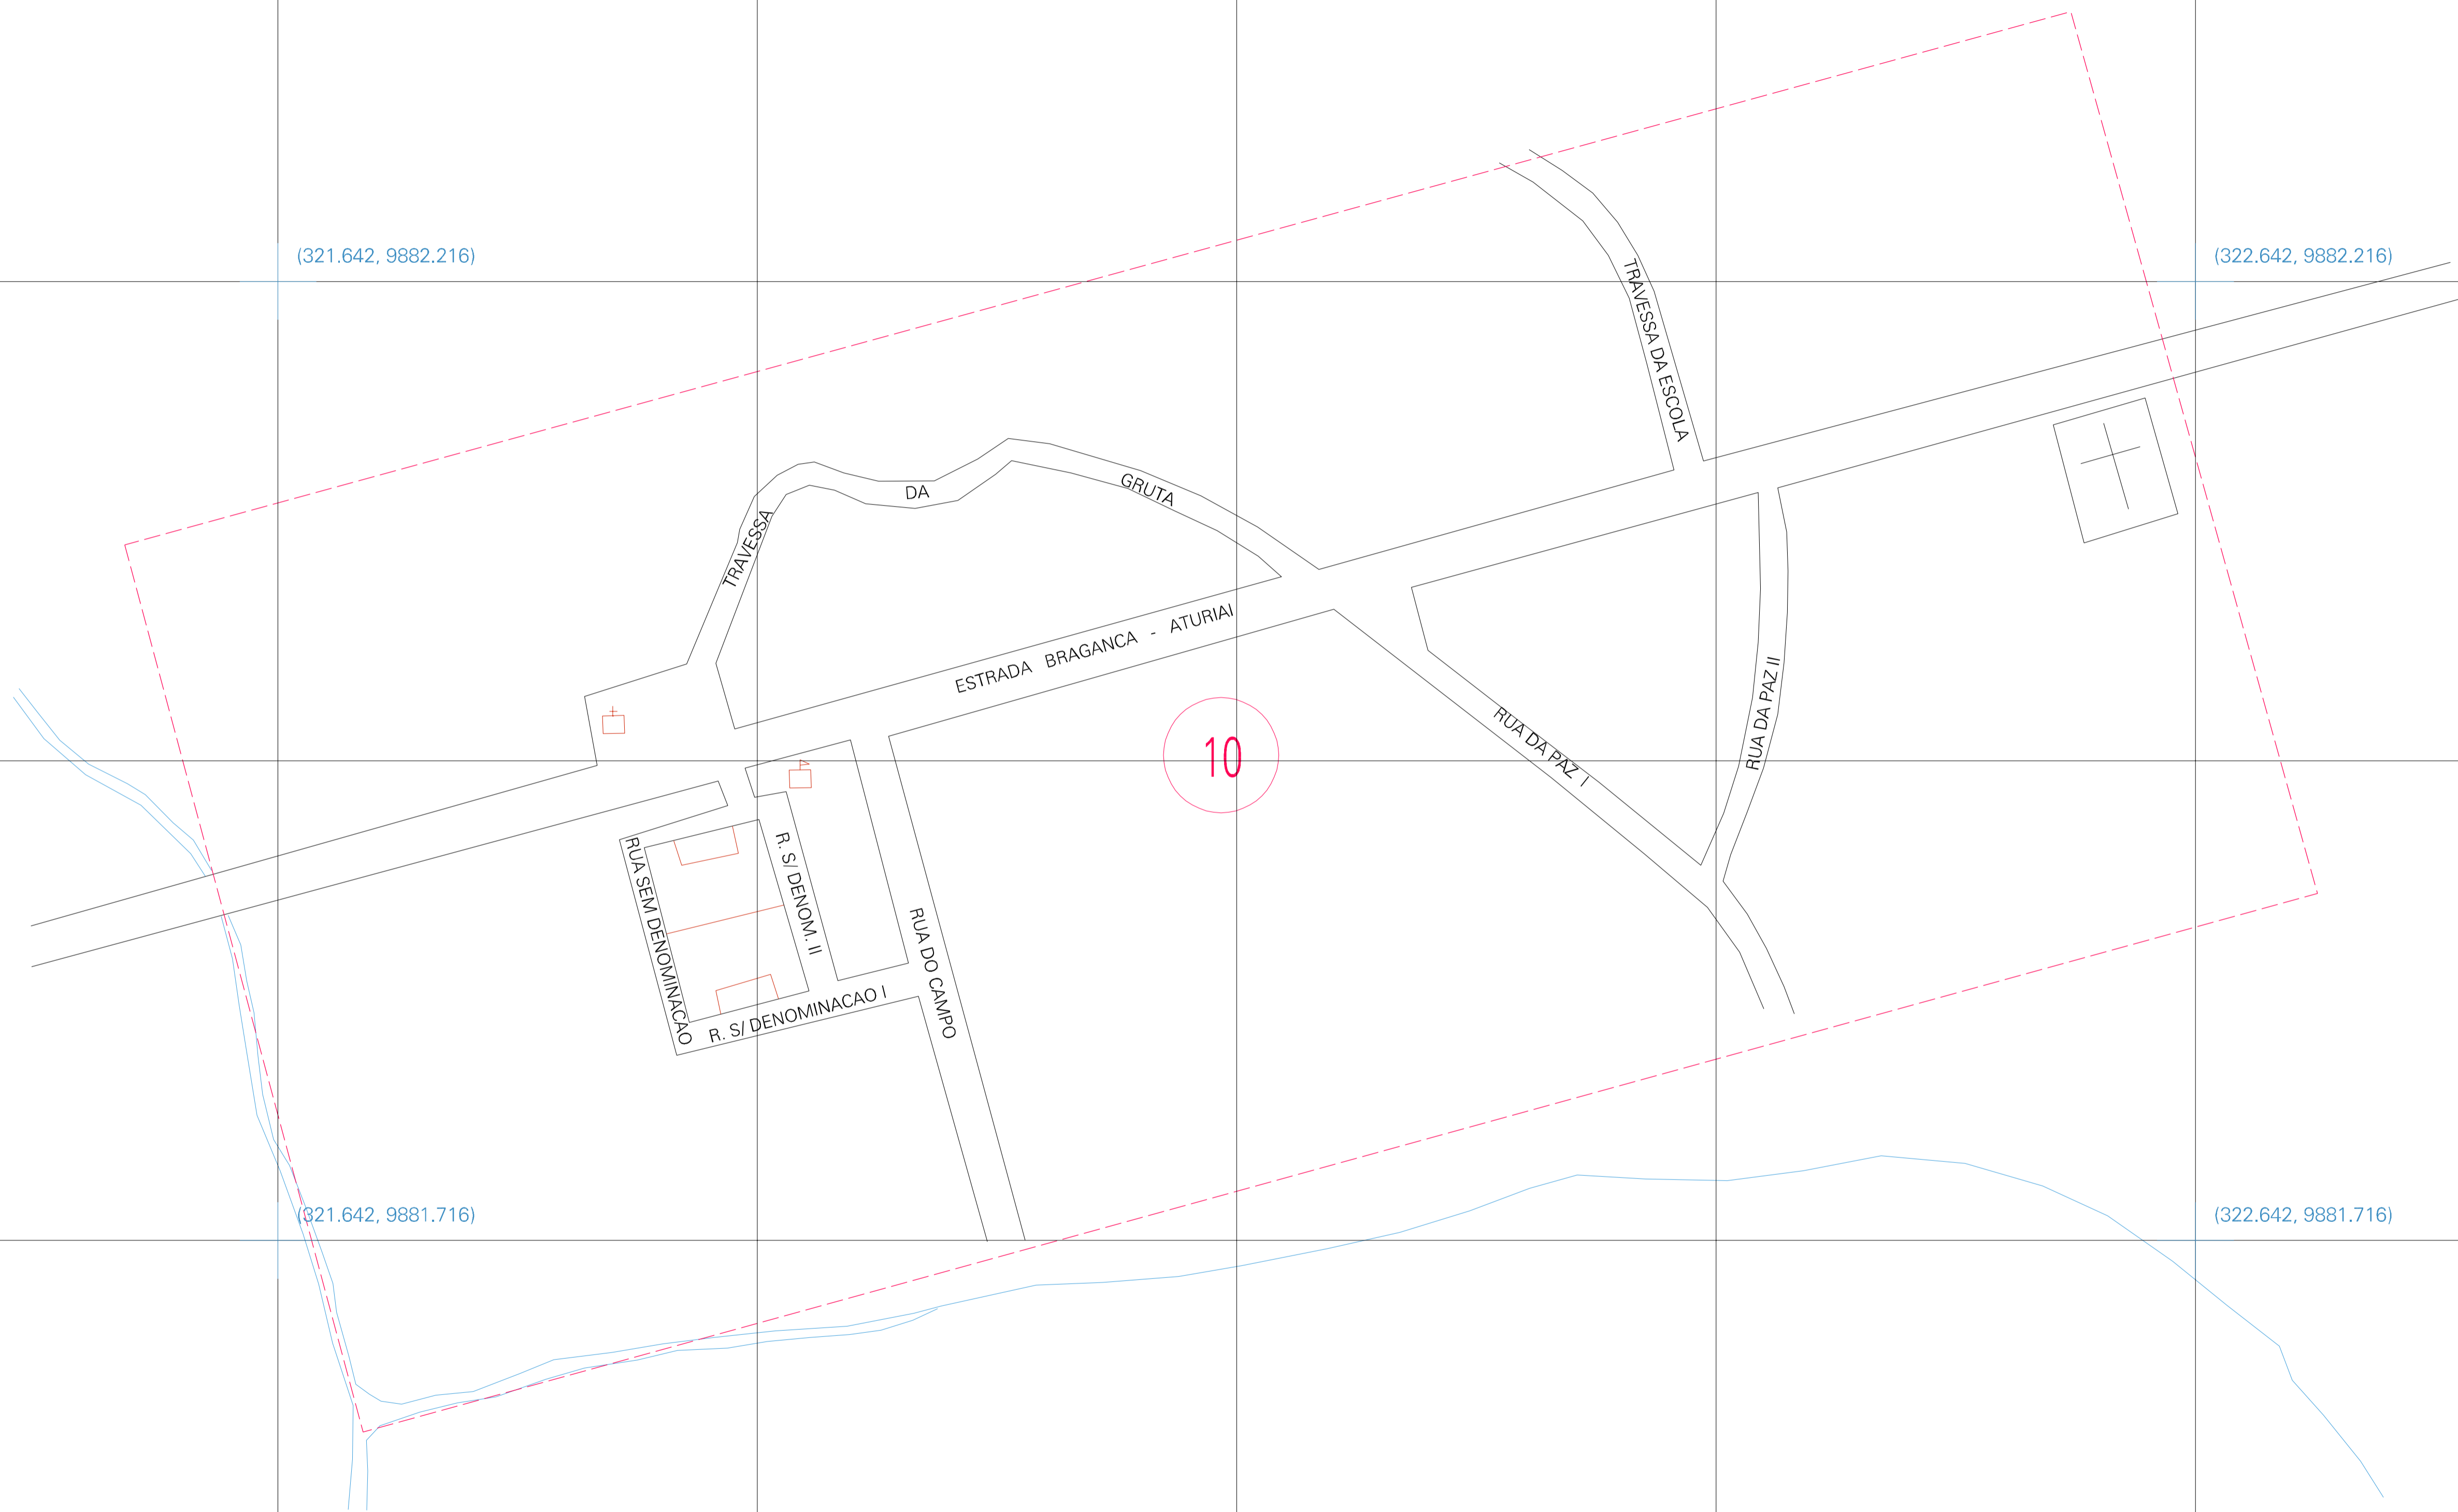 (321.642, 9882.216)
(322.642, 9882.216)
TRAVESSA DA ESCOLA
TRAVESSA DA GRUTA
ESTRADA BRAGANCA - ATURIAI
10
RUA DA PAZ I
RUA DA PAZ II
RUA SEM DENOMINACAO
R. S/ DENOM. II
RUA DO CAMPO
R. S/ DENOMINACAO I
(321.642, 9881.716)
(322.642, 9881.716)